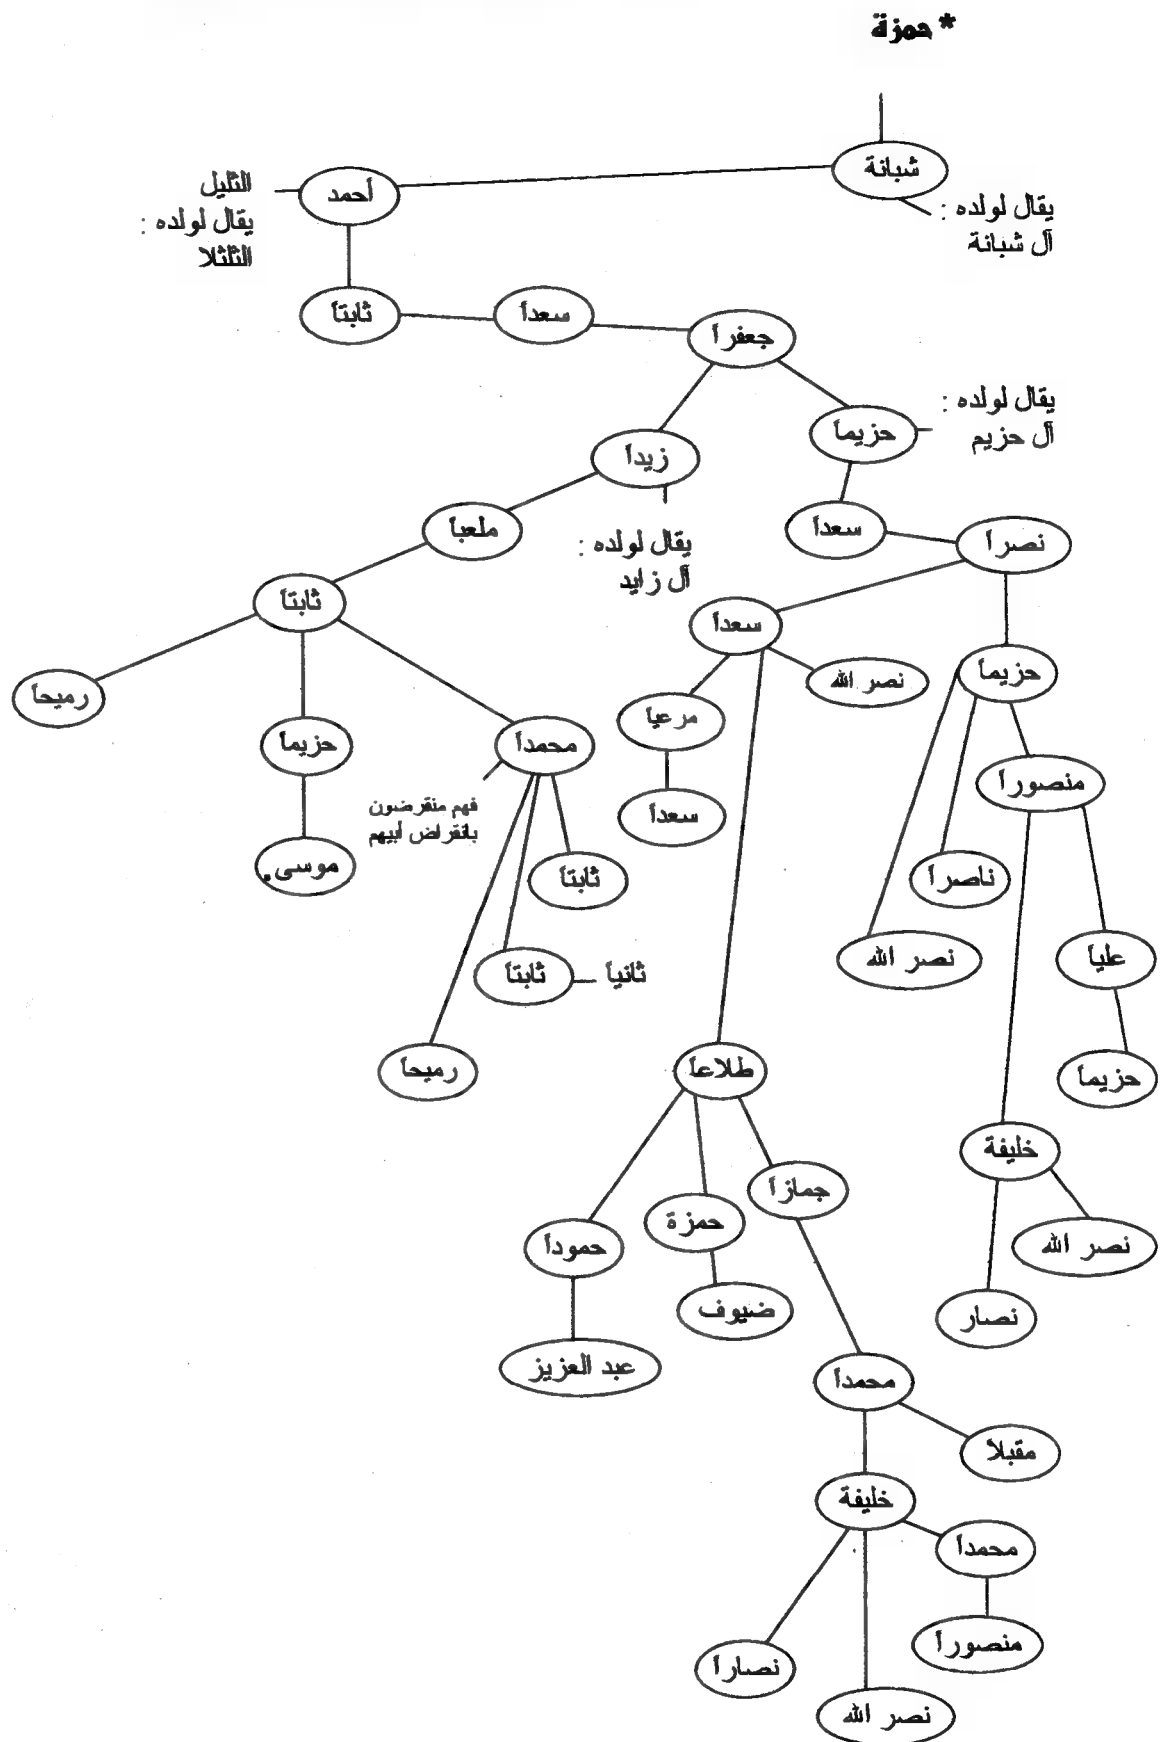 * حمزة
شبانة
يقال لولده :
آل شبانة
أحمد
الثليل
يقال لولده :
الثلثلا
جعفراً
سعداً
ثابتاً
يقال لولده :
آل حزيم
حزيماً
زيداً
يقال لولده :
آل زايد
نصراً
سعداً
ملعباً
ثابتاً
سعداً
حزيماً
نصر الله
رميحاً
مرعياً
حزيماً
محمداً
منصوراً
فهم منقرضون
بانقراض أبيهم
سعداً
ناصراً
ثابتاً
موسى
علياً
نصر الله
ثانياً
ثابتاً
حزيماً
طلاعاً
رميحاً
خليفة
جمازاً
حمزة
حموداً
نصر الله
نصار
ضيوف
عبد العزيز
محمداً
مقبلاً
خليفة
محمداً
منصوراً
نصاراً
نصر الله